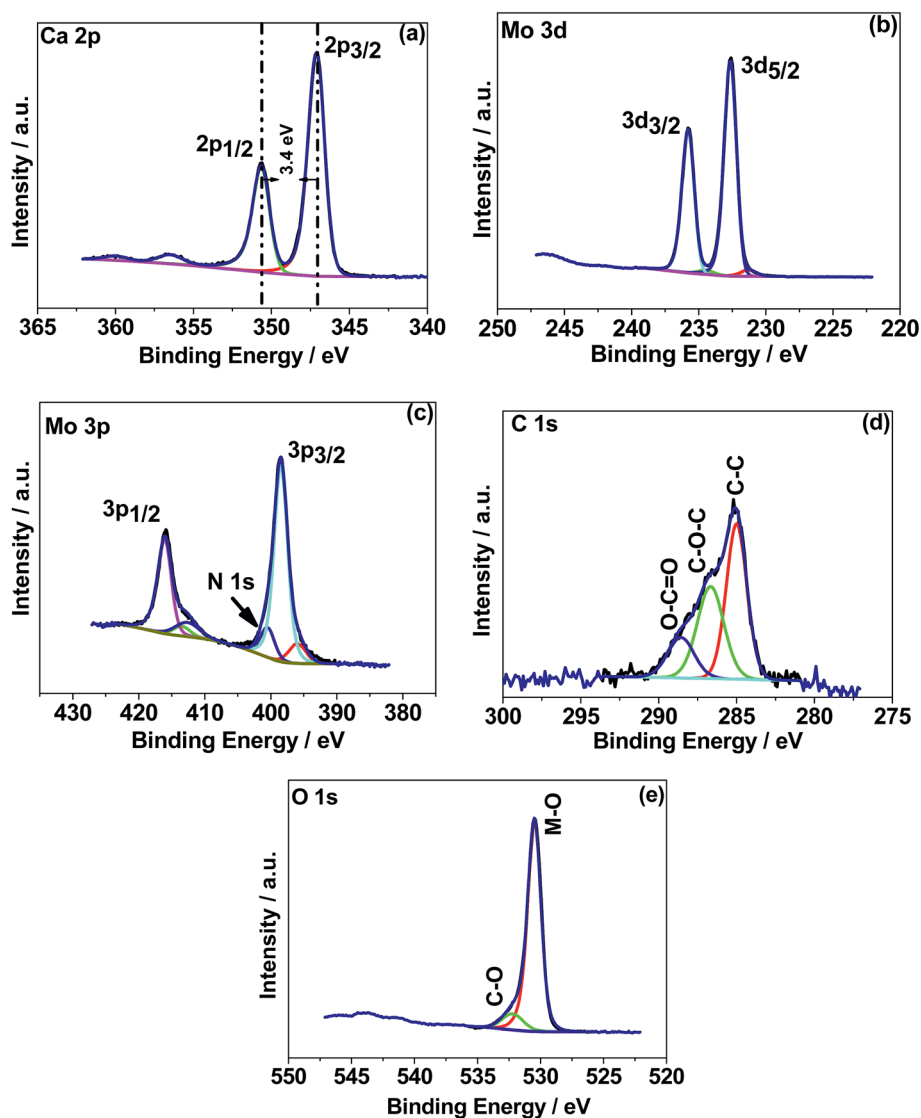 Ca 2p
(a)
2p3/2
2p1/2
3.4 eV
Intensity / a.u.
365 360 355 350 345 340
Binding Energy / eV
Mo 3d
(b)
3d5/2
3d3/2
Intensity / a.u.
250 245 240 235 230 225 220
Binding Energy / eV
Mo 3p
(c)
3p3/2
3p1/2
N 1s
Intensity / a.u.
430 420 410 400 390 380
Binding Energy / eV
C 1s
(d)
C-C
C-O-C
O-C=O
Intensity / a.u.
300 295 290 285 280 275
Binding Energy / eV
O 1s
(e)
M-O
C-O
Intensity / a.u.
550 545 540 535 530 525 520
Binding Energy / eV